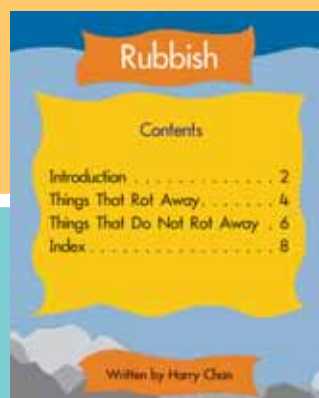 Rubbish
Contents
Introduction . . . . . . . . . . . . . . 2
Things That Rot Away. . . . . . . 4
Things That Do Not Rot Away . 6
Index . . . . . . . . . . . . . . . . . . 8
Written by Harry Chan